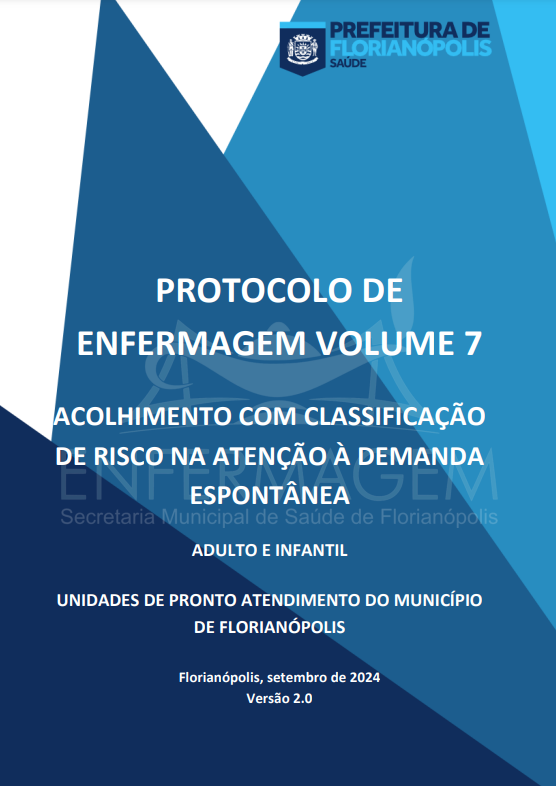 PREFEITURA DE
FLORIANÓPOLIS
SAÚDE
PROTOCOLO DE
ENFERMAGEM VOLUME 7
ACOLHIMENTO COM CLASSIFICAÇÃO
DE RISCO NA ATENÇÃO À DEMANDA
ESPONTÂNEA
ENFERMAGEM
Secretaria Municipal de Saúde de Florianópolis
ADULTO E INFANTIL
UNIDADES DE PRONTO ATENDIMENTO DO MUNICÍPIO
DE FLORIANÓPOLIS
Florianópolis, setembro de 2024
Versão 2.0